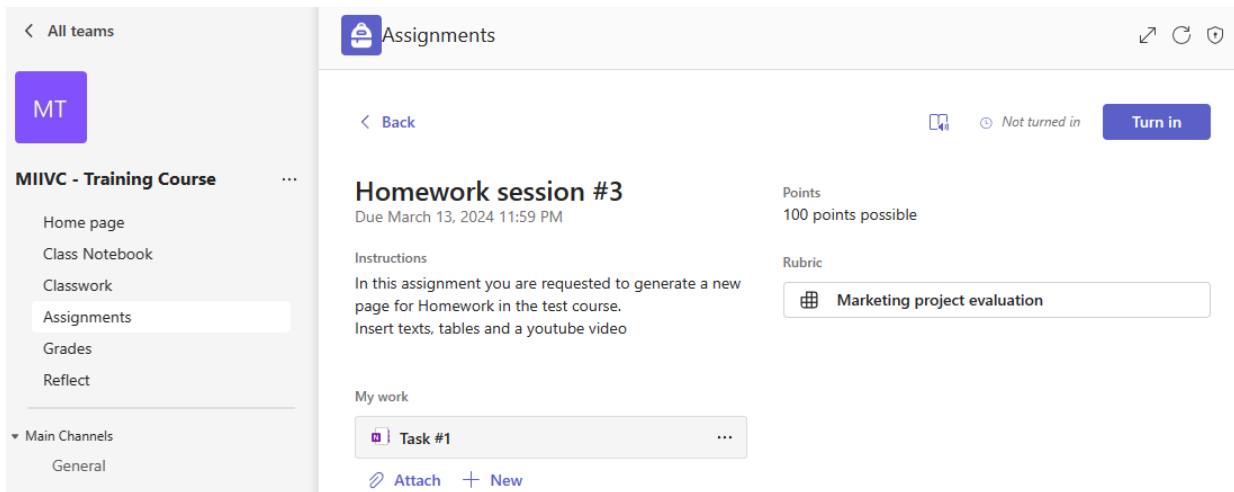 All teams
MT
MIIVC - Training Course
Home page
Class Notebook
Classwork
Assignments
Grades
Reflect
Main Channels
General
Assignments
Back
Not turned in
Turn in
Homework session #3
Due March 13, 2024 11:59 PM
Instructions
In this assignment you are requested to generate a new
page for Homework in the test course.
Insert texts, tables and a youtube video
My work
N
Task #1
Attach
New
Points
100 points possible
Rubric
Marketing project evaluation